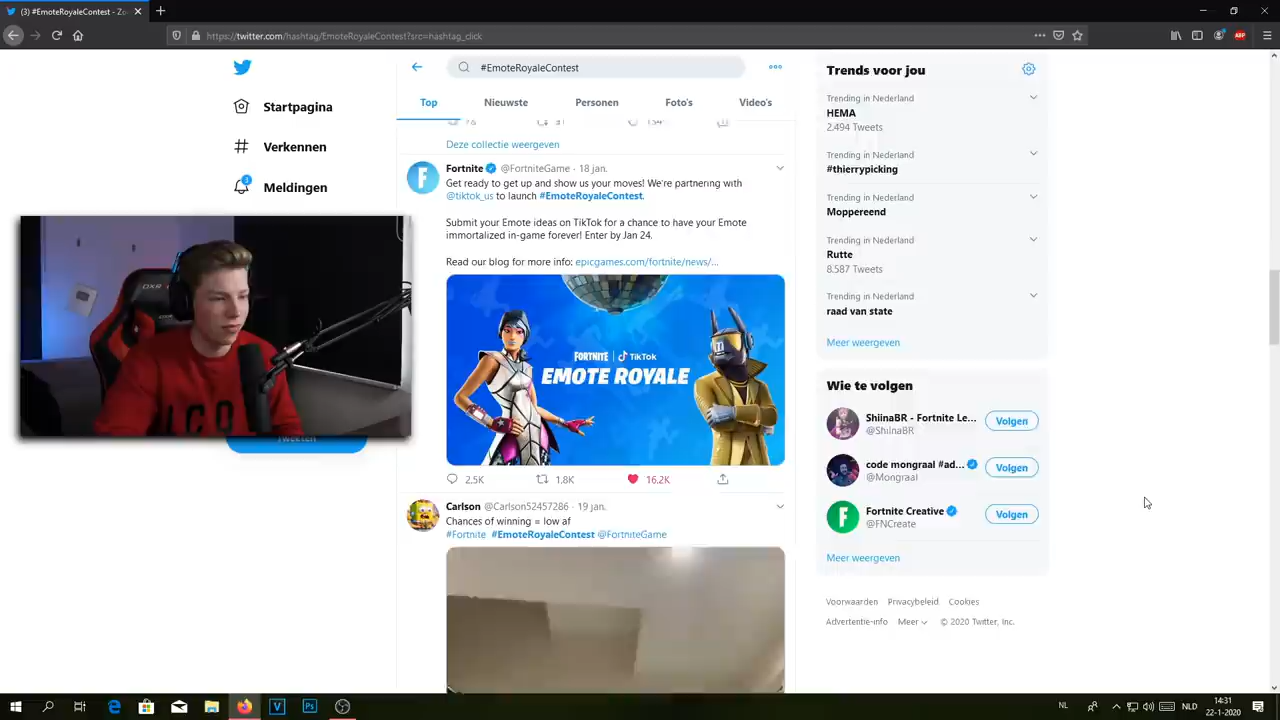 (3) #EmoteRoyaleContest - Zo
https://twitter.com/hashtag/EmoteRoyaleContest?src=hashtag_click
ABP
#EmoteRoyaleContest
Top
Nieuwste
Personen
Foto's
Video's
Startpagina
Verkennen
3
Meldingen
Tweeten
DXR
Deze collectie weergeven
Fortnite @FortniteGame · 18 jan.
Get ready to get up and show us your moves! We're partnering with
@tiktok_us to launch #EmoteRoyaleContest.
Submit your Emote ideas on TikTok for a chance to have your Emote
immortalized in-game forever! Enter by Jan 24.
Read our blog for more info: epicgames.com/fortnite/news/...
FORTNITE TikTok
EMOTE ROYALE
2.5K
1.8K
16.2K
Carlson @Carlson52457286 · 19 jan.
Chances of winning = low af
#Fortnite #EmoteRoyaleContest @FortniteGame
Trends voor jou
Trending in Nederland
HEMA
2.494 Tweets
Trending in Nederland
#thierrypicking
Trending in Nederland
Moppereend
Trending in Nederland
Rutte
8.587 Tweets
Trending in Nederland
raad van state
Meer weergeven
Wie te volgen
ShiinaBR - Fortnite Le...
@ShiinaBR
Volgen
code mongraal #ad...
@Mongraal
Volgen
Fortnite Creative
@FNCreate
Volgen
Meer weergeven
Voorwaarden Privacybeleid Cookies
Advertentie-info Meer © 2020 Twitter, Inc.
NL
NLD
14:31
22-1-2020